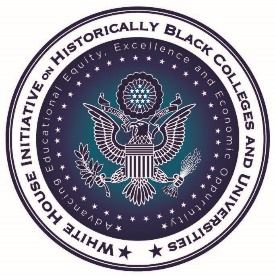 WHITE HOUSE INITIATIVE ON HISTORICALLY BLACK COLLEGES AND UNIVERSITIES
Advancing Educational Equity, Excellence and Economic Opportunity